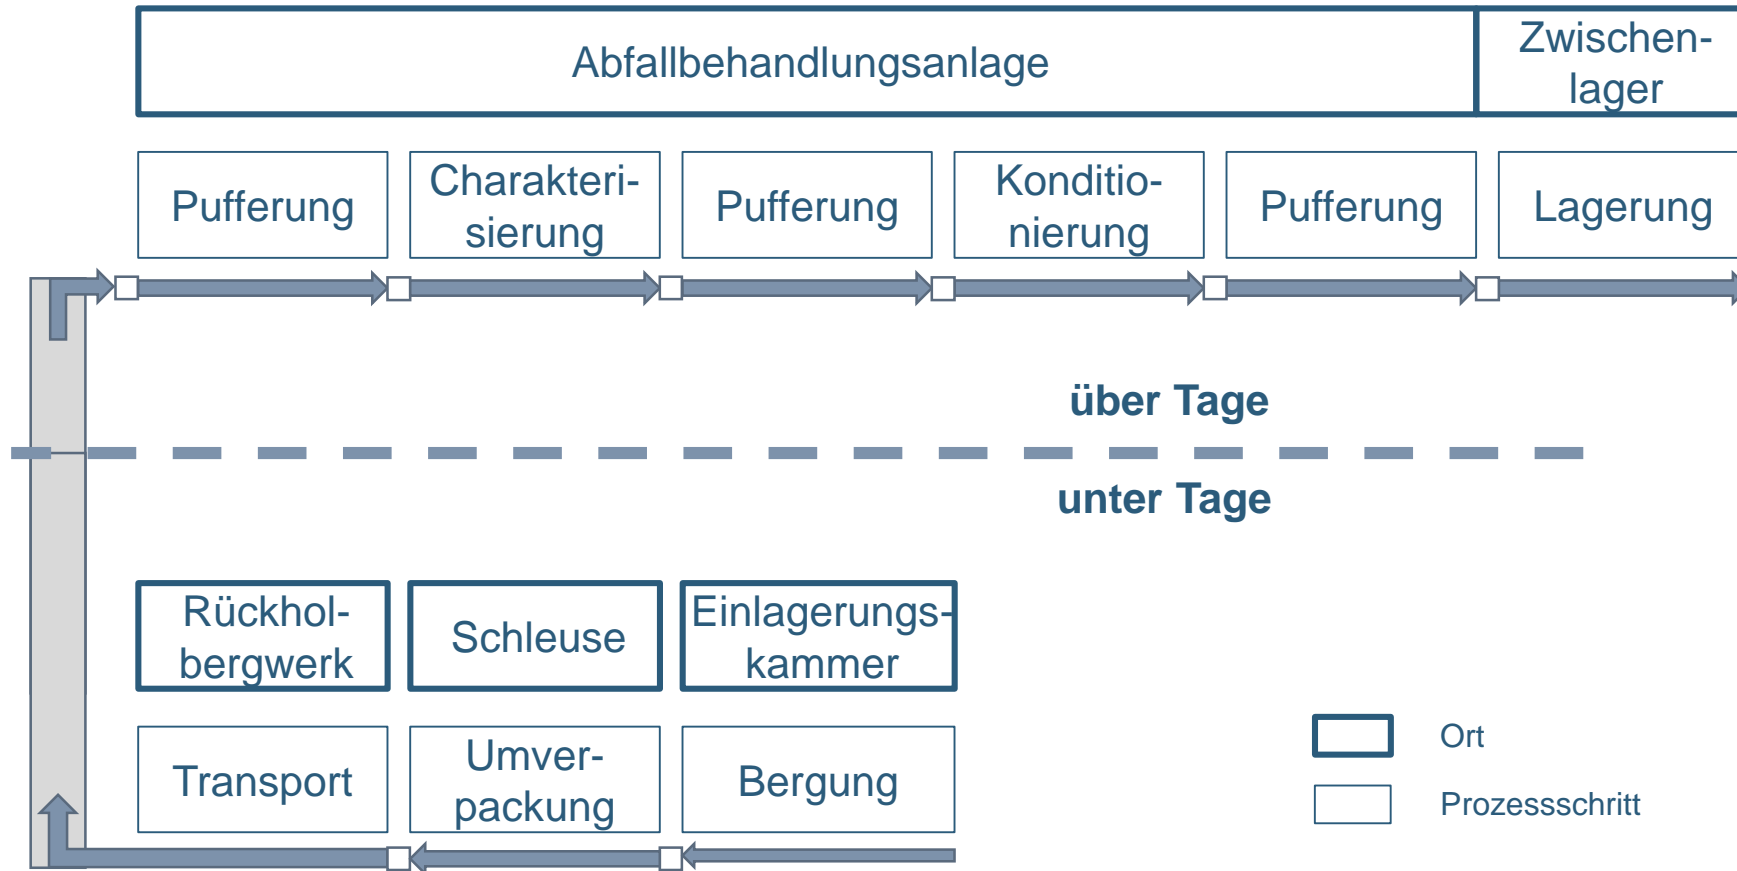 Abfallbehandlungsanlage
Zwischen-
lager
Pufferung
Charakteri-
sierung
Pufferung
Konditio-
nierung
Pufferung
Lagerung
über Tage
unter Tage
Rückhol-
bergwerk
Schleuse
Einlagerungs-
kammer
Transport
Umver-
packung
Bergung
Ort
Prozessschritt